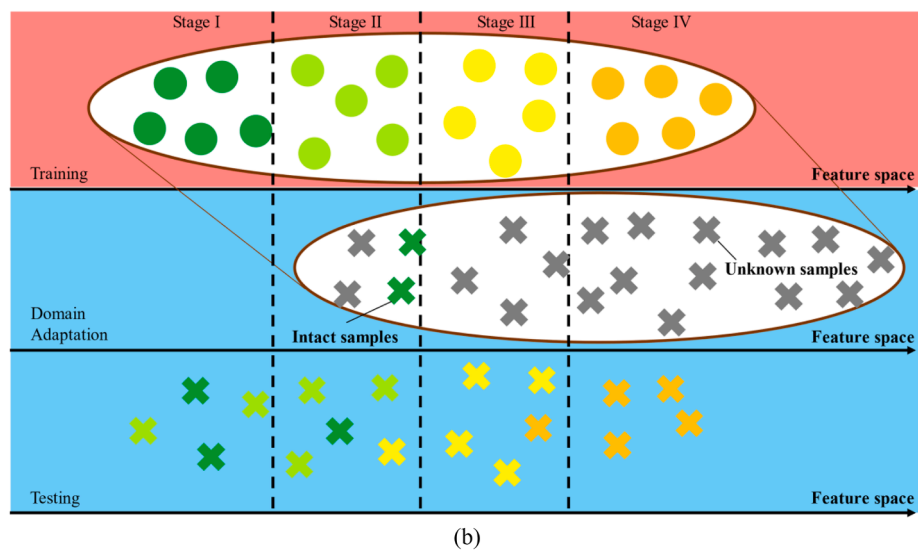 Stage I
Stage II
Stage III
Stage IV
Training
Feature space
Unknown samples
Intact samples
Domain
Adaptation
Feature space
Testing
Feature space
(b)